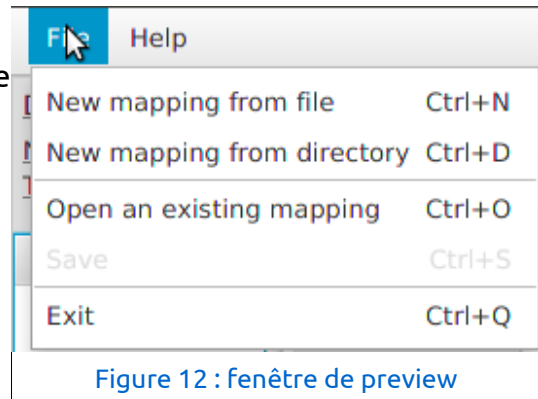 File Help
e
New mapping from file Ctrl+N
New mapping from directory Ctrl+D
Open an existing mapping Ctrl+O
Save Ctrl+S
Exit Ctrl+Q
Figure 12 : fenêtre de preview